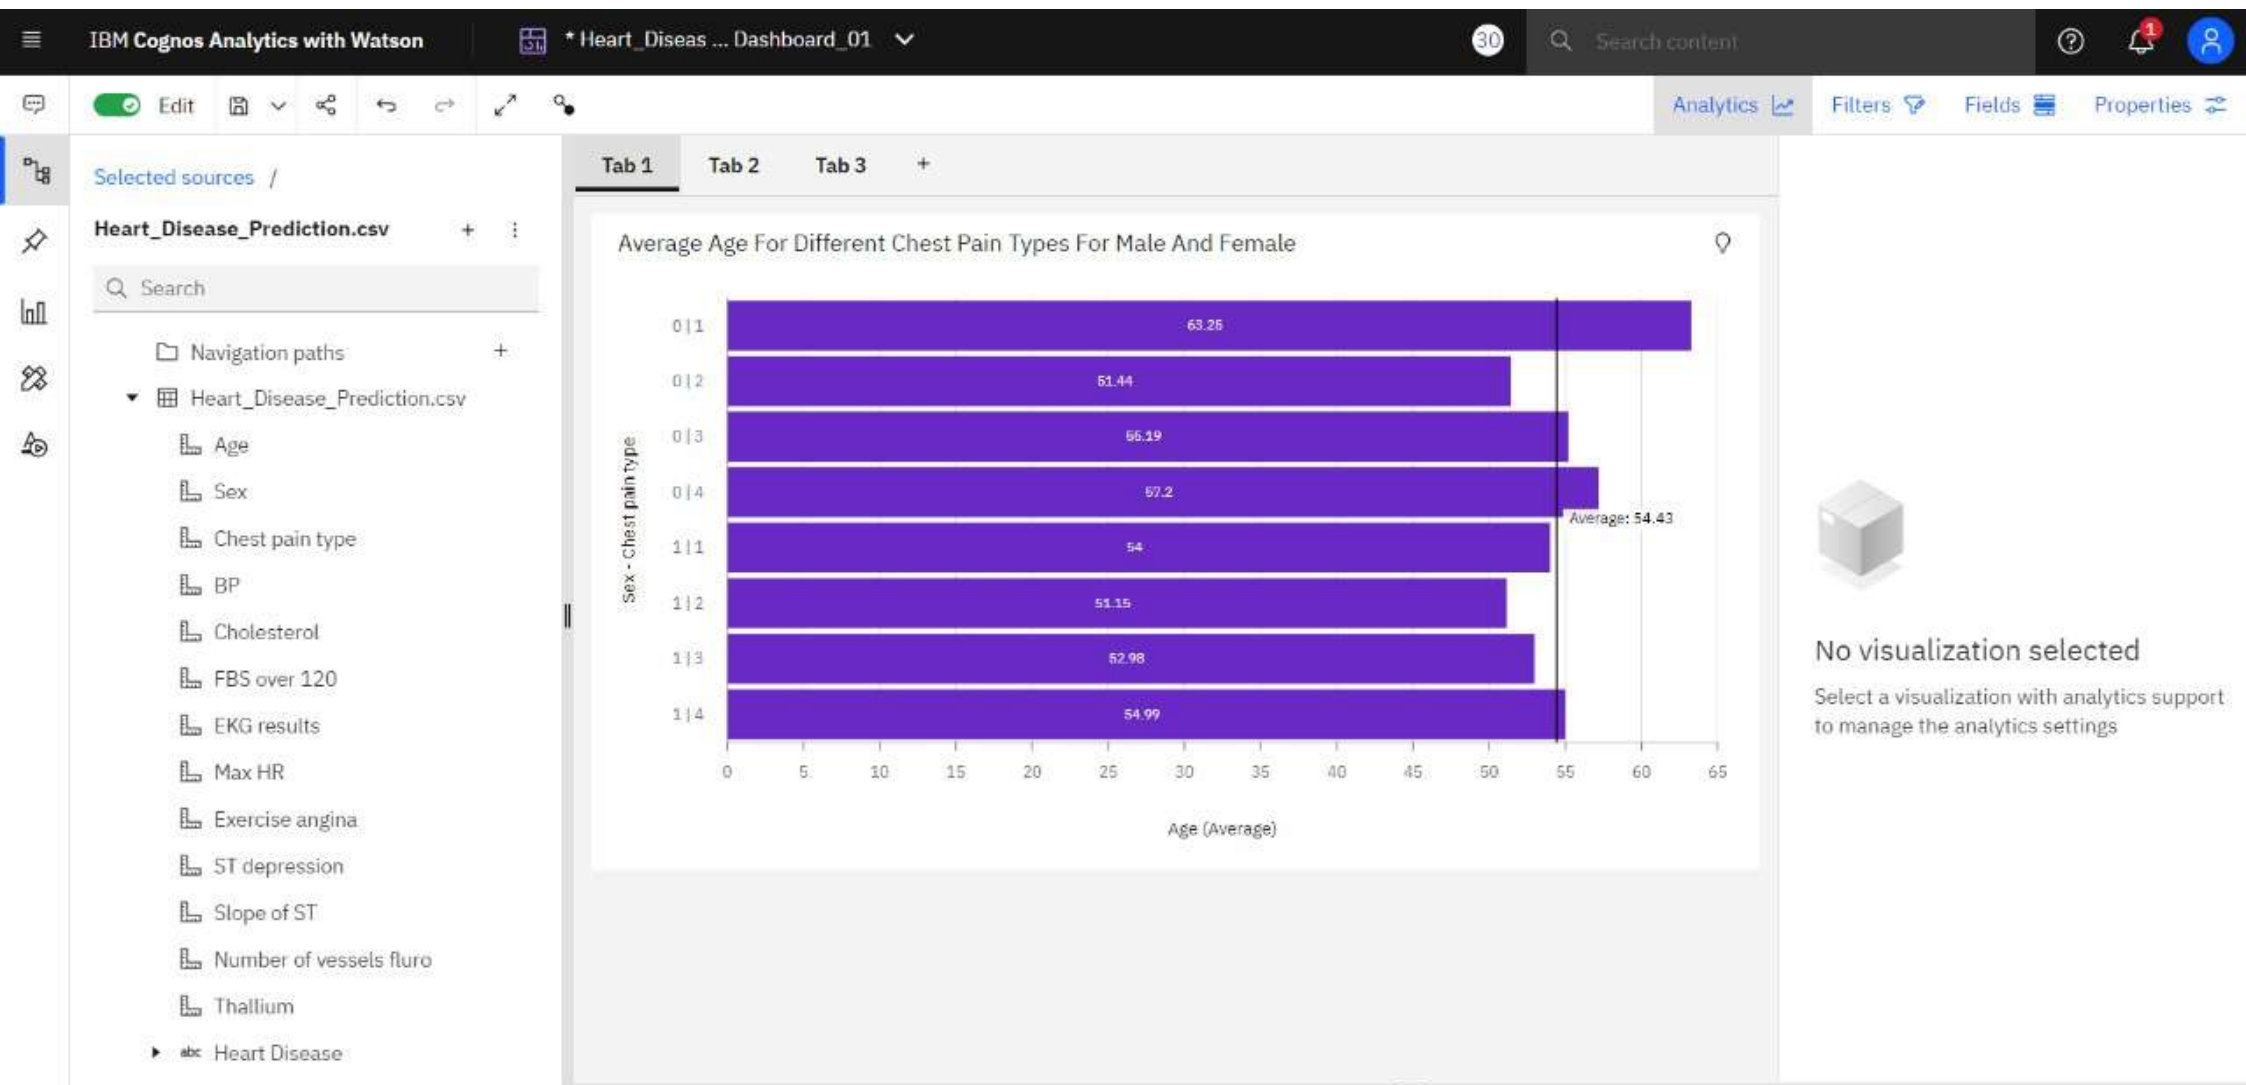 IBM Cognos Analytics with Watson
* Heart_Diseas ... Dashboard_01
30
Search content
1
Edit
Analytics
Filters
Fields
Properties
Selected sources /
Heart_Disease_Prediction.csv
Search
Navigation paths
Heart_Disease_Prediction.csv
Age
Sex
Chest pain type
BP
Cholesterol
FBS over 120
EKG results
Max HR
Exercise angina
ST depression
Slope of ST
Number of vessels fluro
Thallium
abc Heart Disease
Tab 1
Tab 2
Tab 3
Average Age For Different Chest Pain Types For Male And Female
Sex - Chest pain type
0|1
63.25
0|2
51.44
0|3
55.19
0|4
57.2
Average: 54.43
1|1
54
1|2
51.15
1|3
52.98
1|4
54.99
0 5 10 15 20 25 30 35 40 45 50 55 60 65
Age (Average)
No visualization selected
Select a visualization with analytics support
to manage the analytics settings